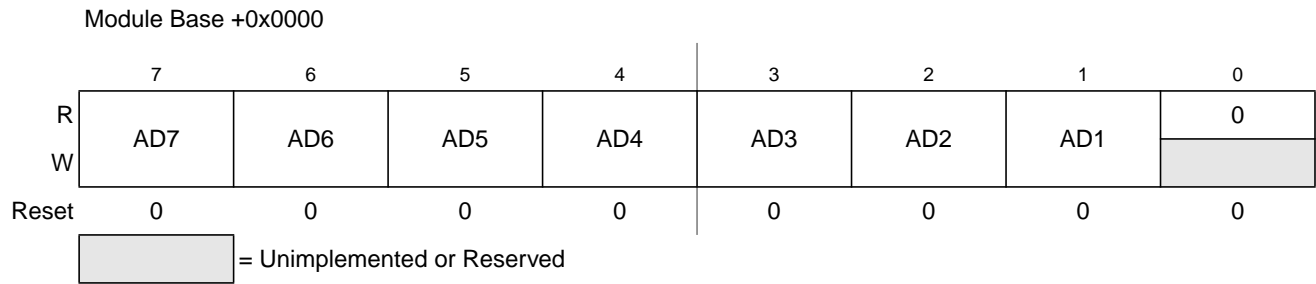 Module Base +0x0000
7 6 5 4 3 2 1 0
R AD7 AD6 AD5 AD4 AD3 AD2 AD1 0
W
Reset 0 0 0 0 0 0 0 0
= Unimplemented or Reserved